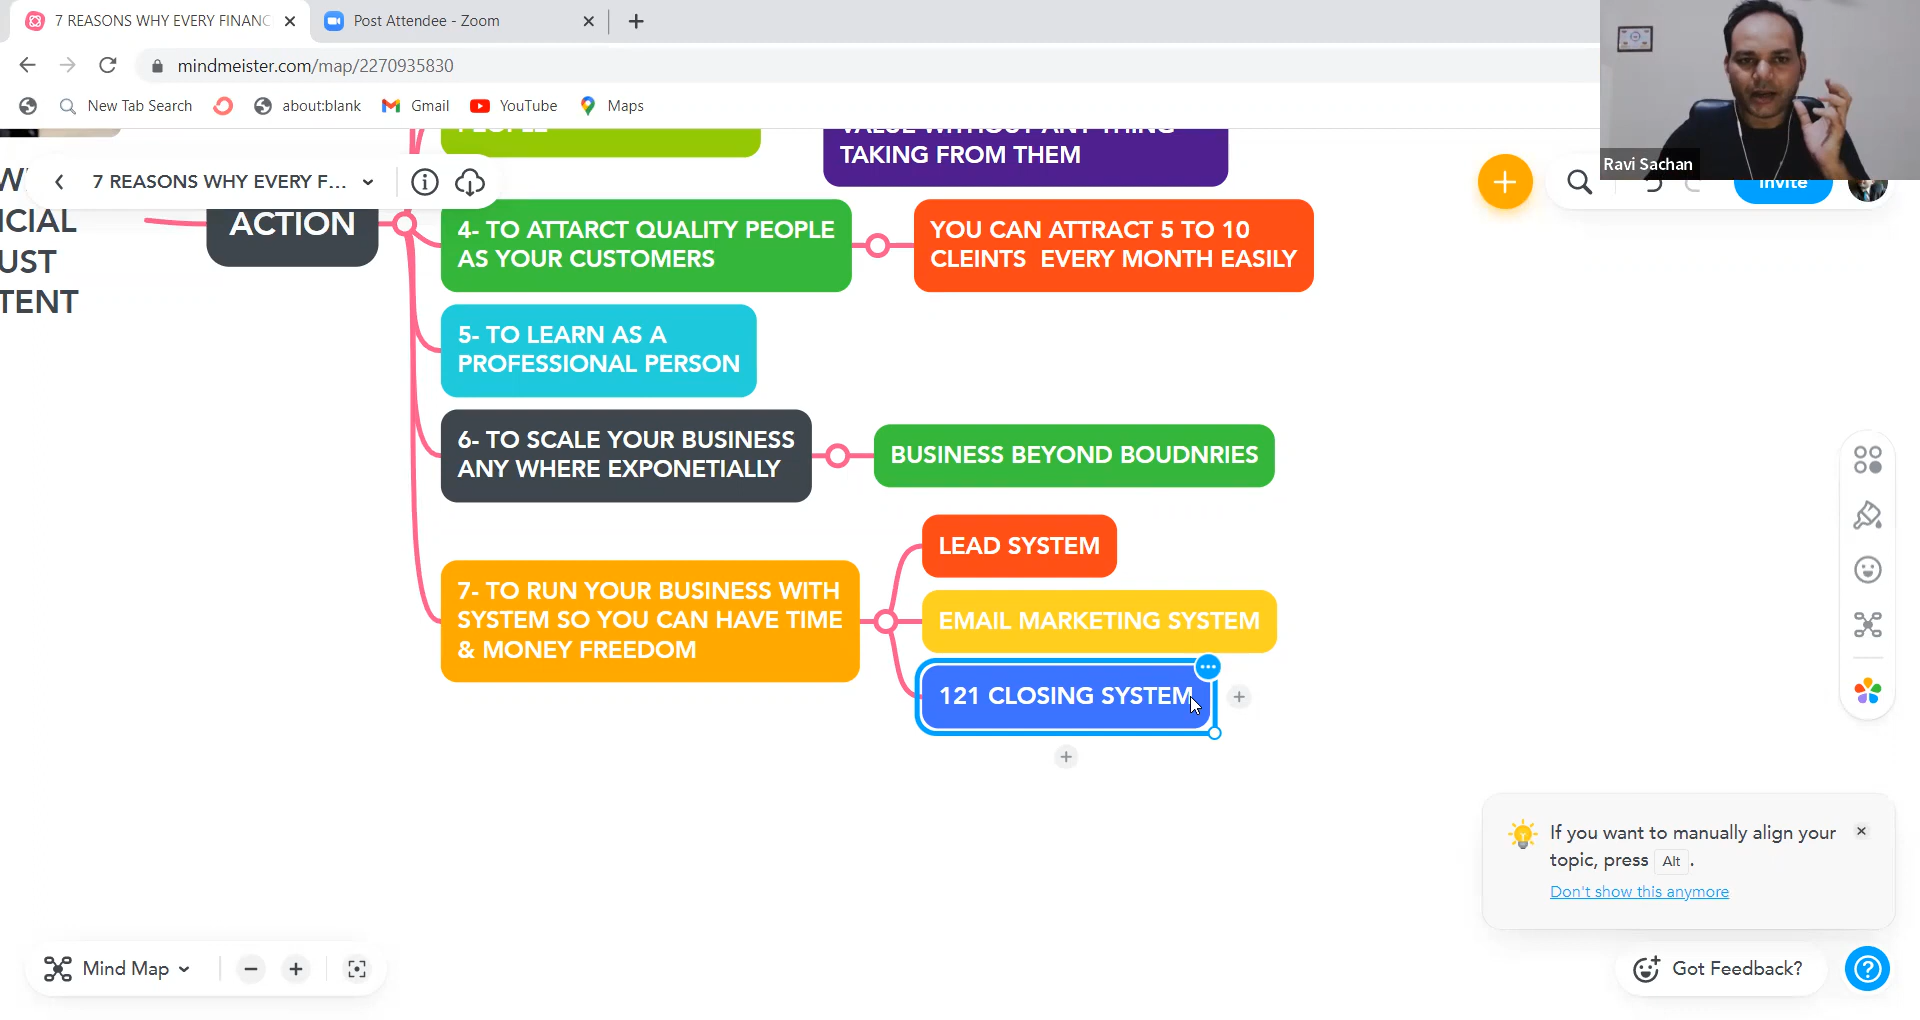 7 REASONS WHY EVERY FINANC
Post Attendee - Zoom
mindmeister.com/map/2270935830
New Tab Search
about:blank
Gmail
YouTube
Maps
Ravi Sachan
PEOPLE
VALUE WITHOUT ANY THING
TAKING FROM THEM
7 REASONS WHY EVERY F...
Invite
W
ICIAL
UST
TENT
ACTION
4- TO ATTARCT QUALITY PEOPLE
AS YOUR CUSTOMERS
YOU CAN ATTRACT 5 TO 10
CLEINTS EVERY MONTH EASILY
5- TO LEARN AS A
PROFESSIONAL PERSON
6- TO SCALE YOUR BUSINESS
ANY WHERE EXPONETIALLY
BUSINESS BEYOND BOUDNRIES
7- TO RUN YOUR BUSINESS WITH
SYSTEM SO YOU CAN HAVE TIME
& MONEY FREEDOM
LEAD SYSTEM
EMAIL MARKETING SYSTEM
121 CLOSING SYSTEM
If you want to manually align your
topic, press Alt .
Don't show this anymore
Mind Map
Got Feedback?